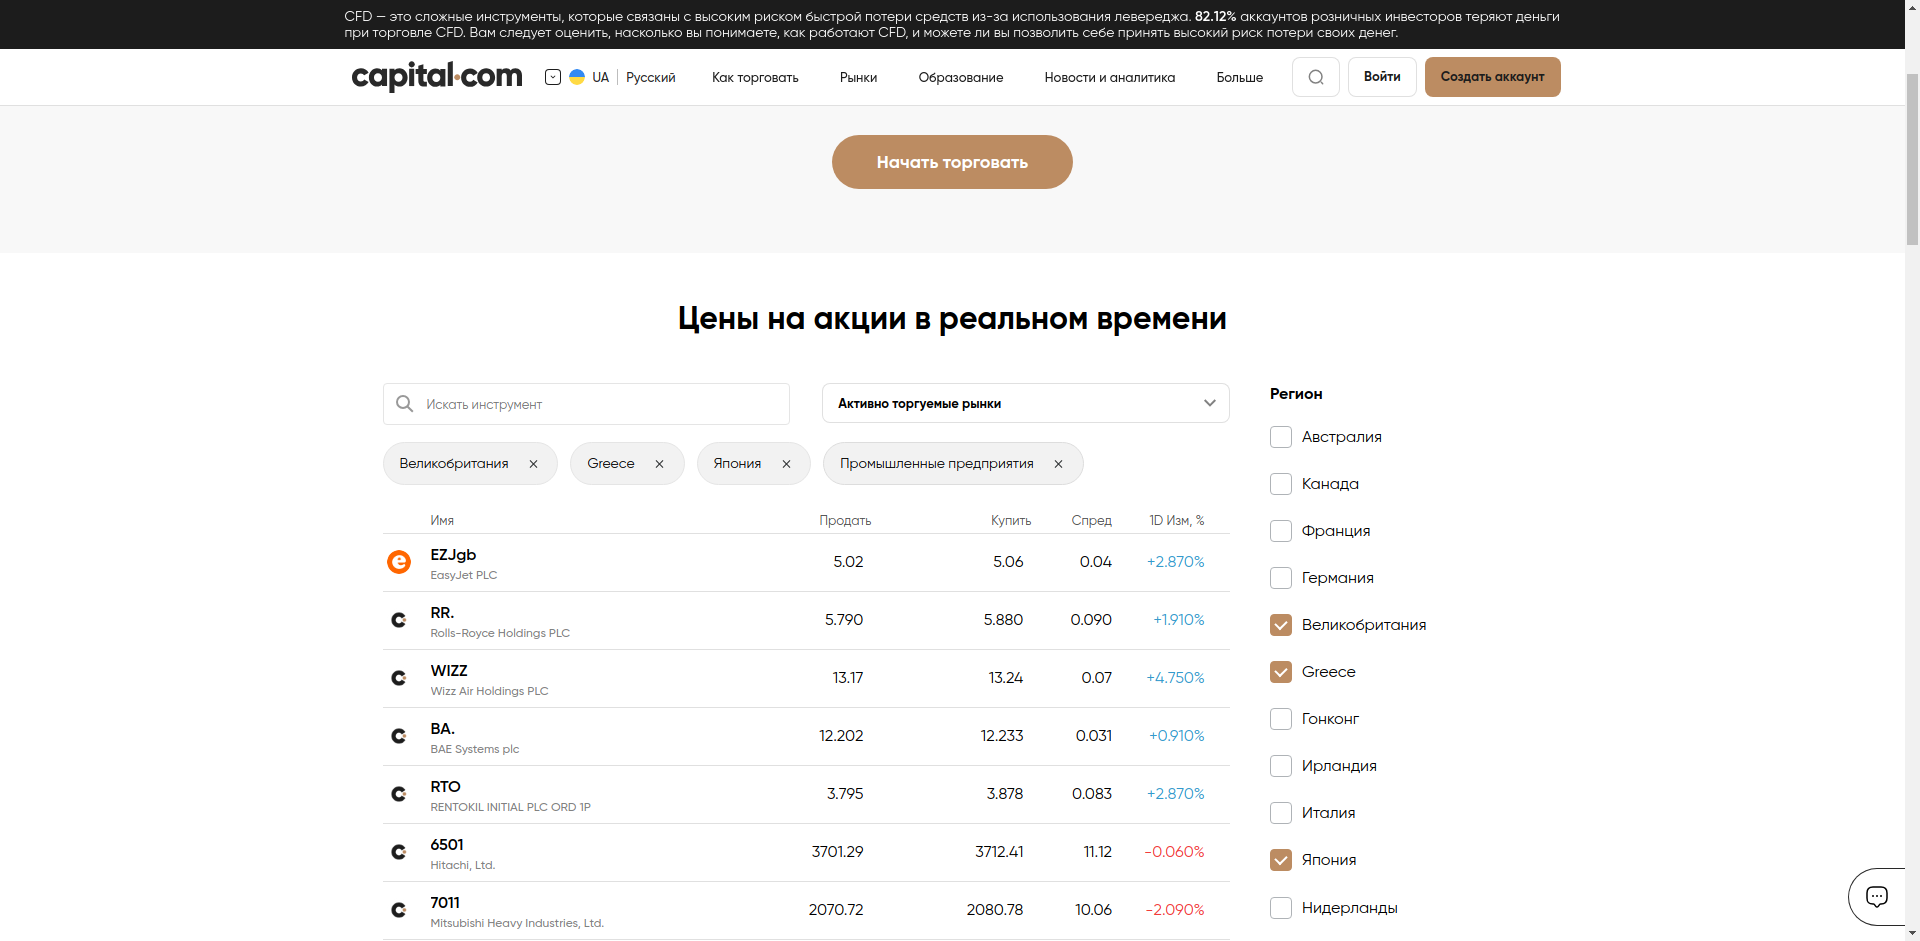 CFD — это сложные инструменты, которые связаны с высоким риском быстрой потери средств из-за использования левереджа. 82.12% аккаунтов розничных инвесторов теряют деньги
при торговле CFD. Вам следует оценить, насколько вы понимаете, как работают CFD, и можете ли вы позволить себе принять высокий риск потери своих денег.
capital.com UA Русский Как торговать Рынки Образование Новости и аналитика Больше Войти Создать аккаунт
Начать торговать
Цены на акции в реальном времени
Искать инструмент
Активно торгуемые рынки
Великобритания Greece Япония Промышленные предприятия
Имя Продать Купить Спред 1D Изм, %
EZJgb 5.02 5.06 0.04 +2.870%
EasyJet PLC
RR. 5.790 5.880 0.090 +1.910%
Rolls-Royce Holdings PLC
WIZZ 13.17 13.24 0.07 +4.750%
Wizz Air Holdings PLC
BA. 12.202 12.233 0.031 +0.910%
BAE Systems plc
RTO 3.795 3.878 0.083 +2.870%
RENTOKIL INITIAL PLC ORD 1P
6501 3701.29 3712.41 11.12 -0.060%
Hitachi, Ltd.
7011 2070.72 2080.78 10.06 -2.090%
Mitsubishi Heavy Industries, Ltd.
Регион
Австралия
Канада
Франция
Германия
Великобритания
Greece
Гонконг
Ирландия
Италия
Япония
Нидерланды